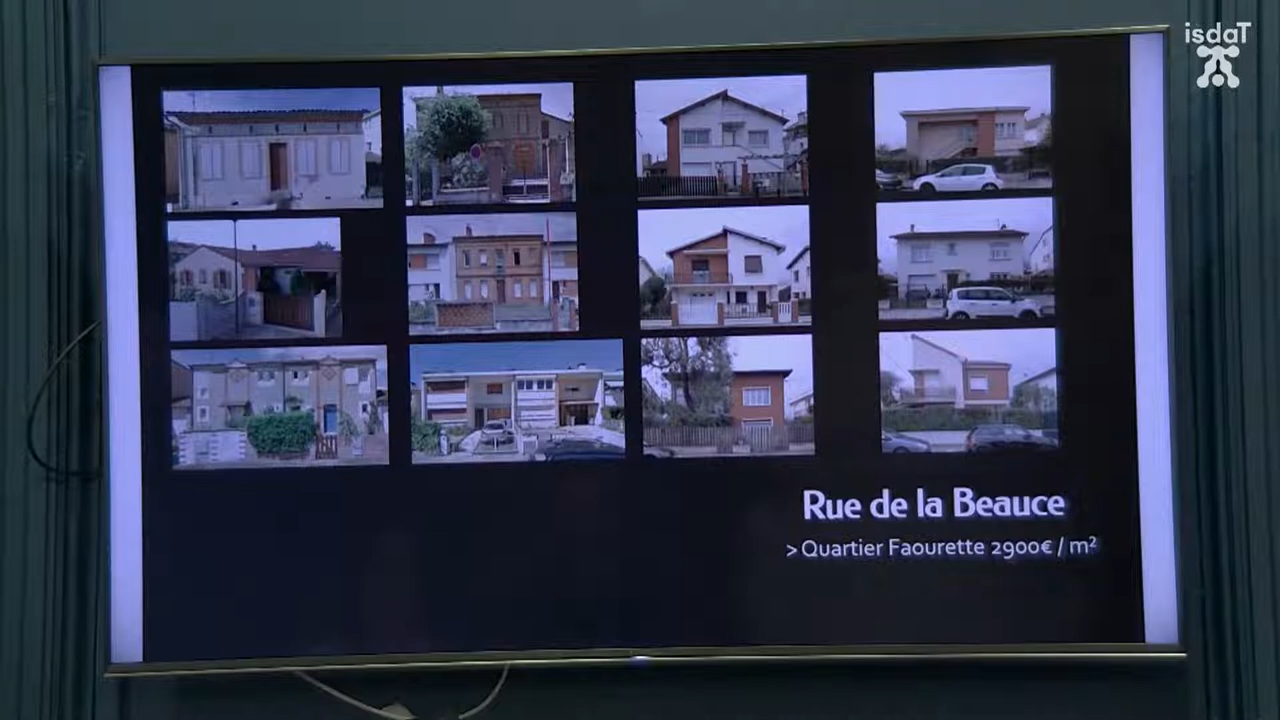 isdaT
Rue de la Beauce
> Quartier Faourette 2900€ / m²